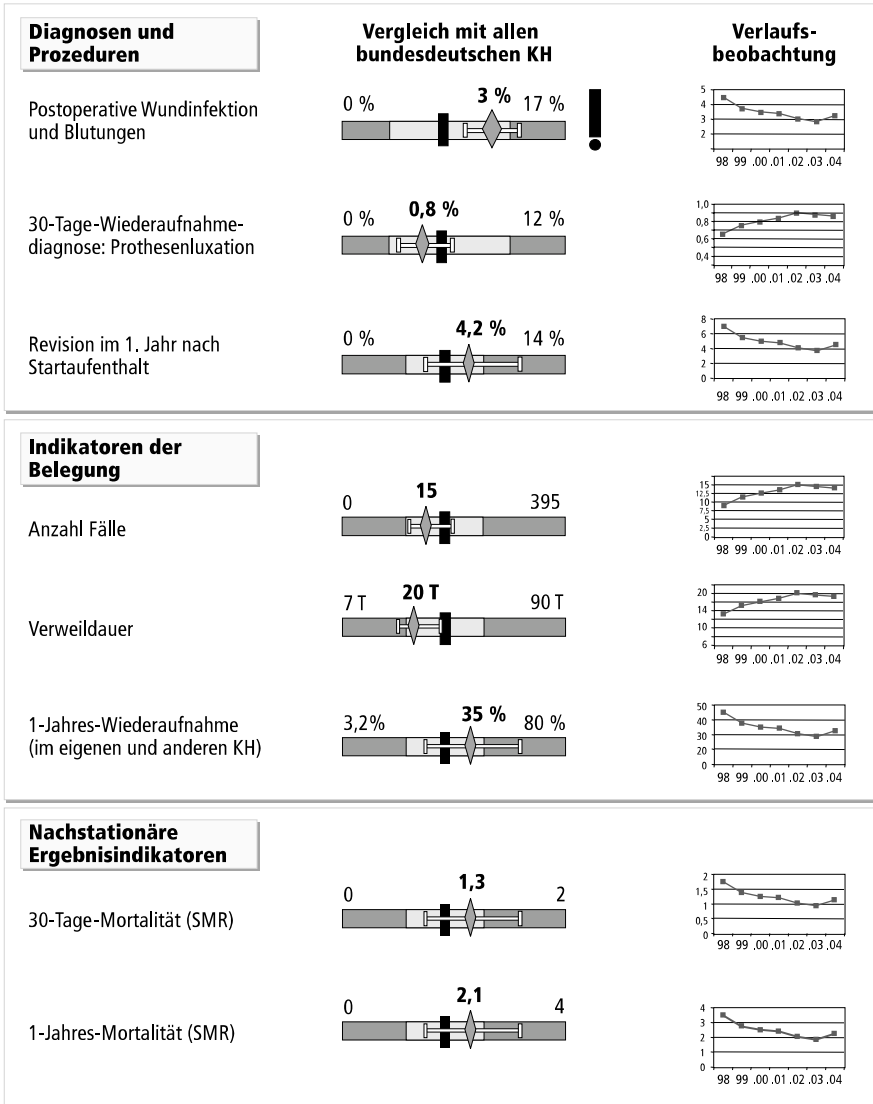 Diagnosen und
Prozeduren
Vergleich mit allen
bundesdeutschen KH
Verlaufs-
beobachtung
Postoperative Wundinfektion
und Blutungen
0 % 3 % 17 %
!
5
4
3
2
98 99 .00 .01 .02 .03 .04
30-Tage-Wiederaufnahme-
diagnose: Prothesenluxation
0 % 0,8 % 12 %
1,0
0,8
0,6
0,4
98 99 .00 .01 .02 .03 .04
Revision im 1. Jahr nach
Startaufenthalt
0 % 4,2 % 14 %
8
6
4
2
0
98 99 .00 .01 .02 .03 .04
Indikatoren der
Belegung
Anzahl Fälle
0 15 395
15
12,5
10
7,5
5
2,5
0
98 99 .00 .01 .02 .03 .04
Verweildauer
7 T 20 T 90 T
20
14
10
6
98 99 .00 .01 .02 .03 .04
1-Jahres-Wiederaufnahme
(im eigenen und anderen KH)
3,2% 35 % 80 %
50
40
30
20
0
98 99 .00 .01 .02 .03 .04
Nachstationäre
Ergebnisindikatoren
30-Tage-Mortalität (SMR)
0 1,3 2
2
1,5
1
0,5
0
98 99 .00 .01 .02 .03 .04
1-Jahres-Mortalität (SMR)
0 2,1 4
4
3
2
1
0
98 99 .00 .01 .02 .03 .04